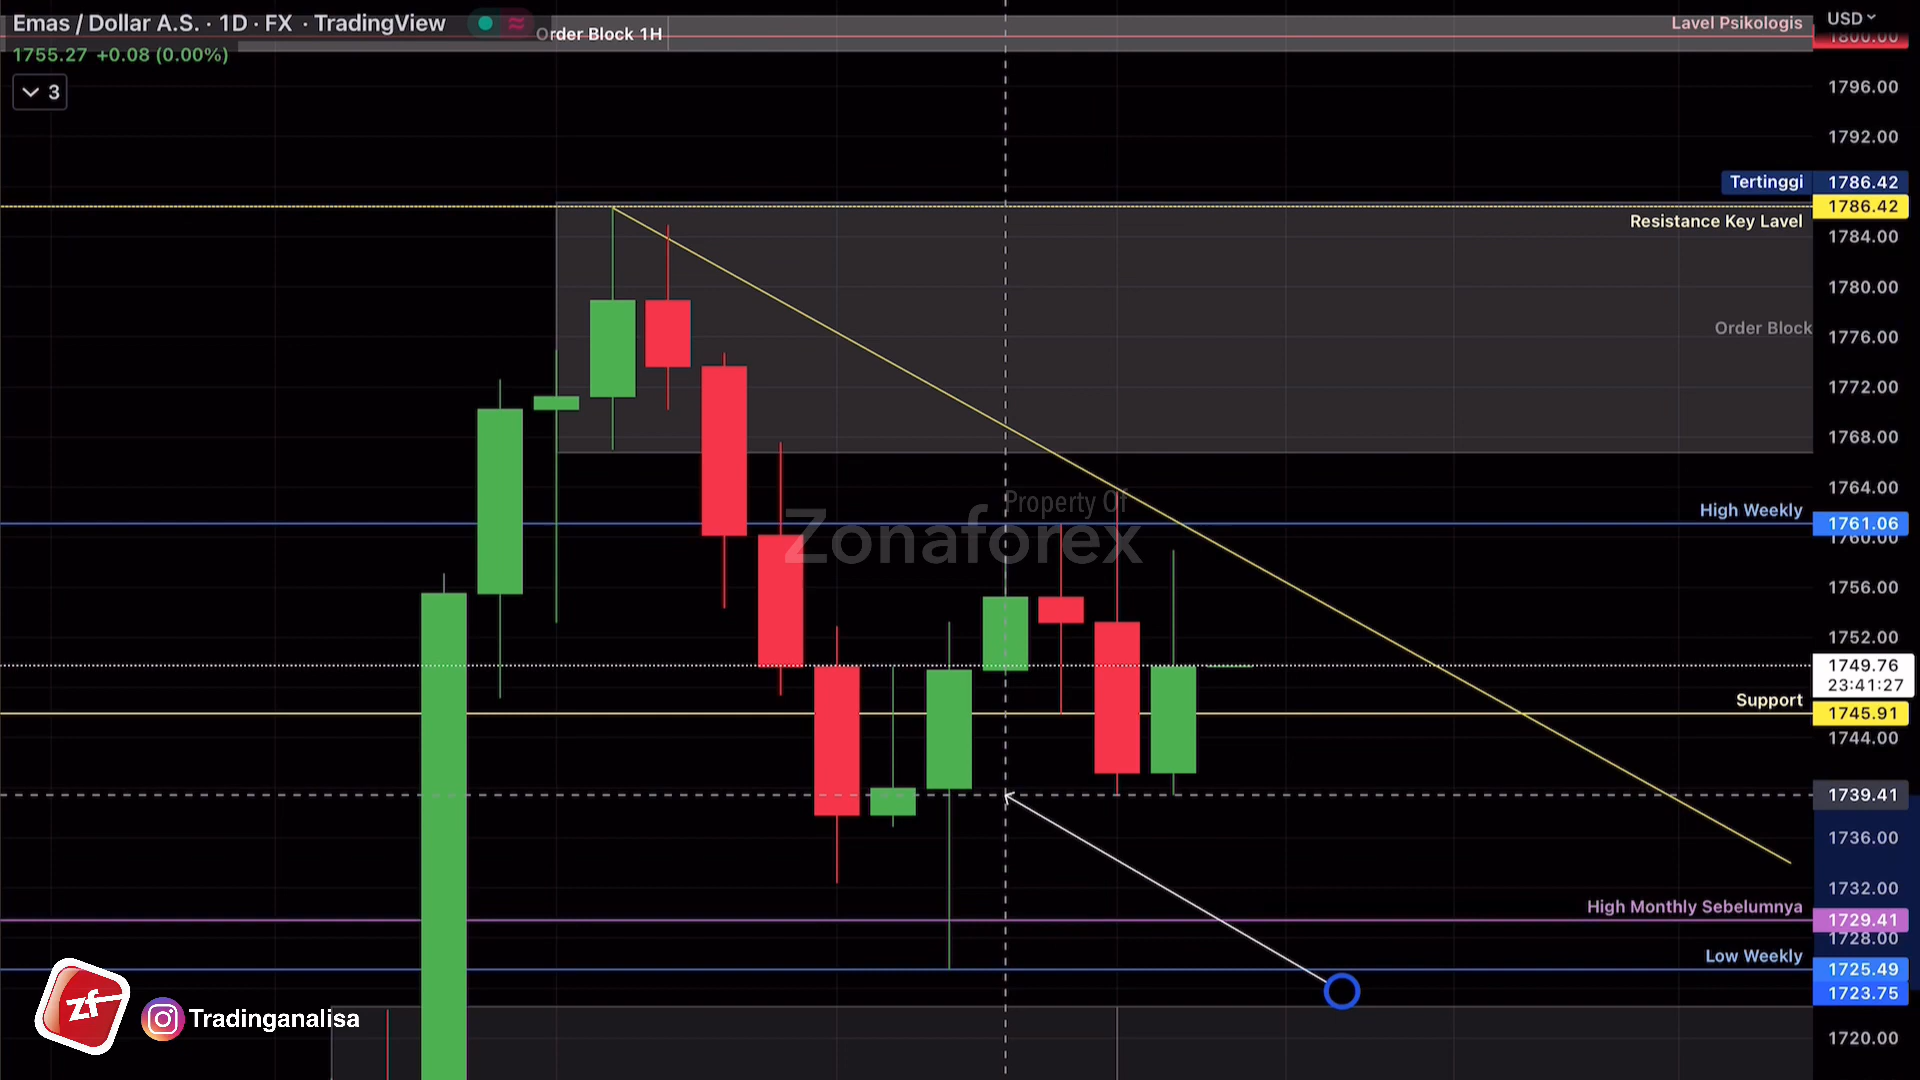 Emas / Dollar A.S. · 1D · FX · TradingView
1755.27 +0.08 (0.00%)
3
Order Block 1H
Lavel Psikologis
USD
1800.00
1796.00
1792.00
Tertinggi 1786.42
1786.42
Resistance Key Lavel
1784.00
1780.00
Order Block
1776.00
1772.00
1768.00
1764.00
Property Of
Zonaforex
High Weekly
1761.06
1760.00
1756.00
1752.00
1749.76
23:41:27
Support
1745.91
1744.00
1739.41
1736.00
1732.00
High Monthly Sebelumnya
1729.41
1728.00
Low Weekly
1725.49
1723.75
1720.00
zf
Tradinganalisa